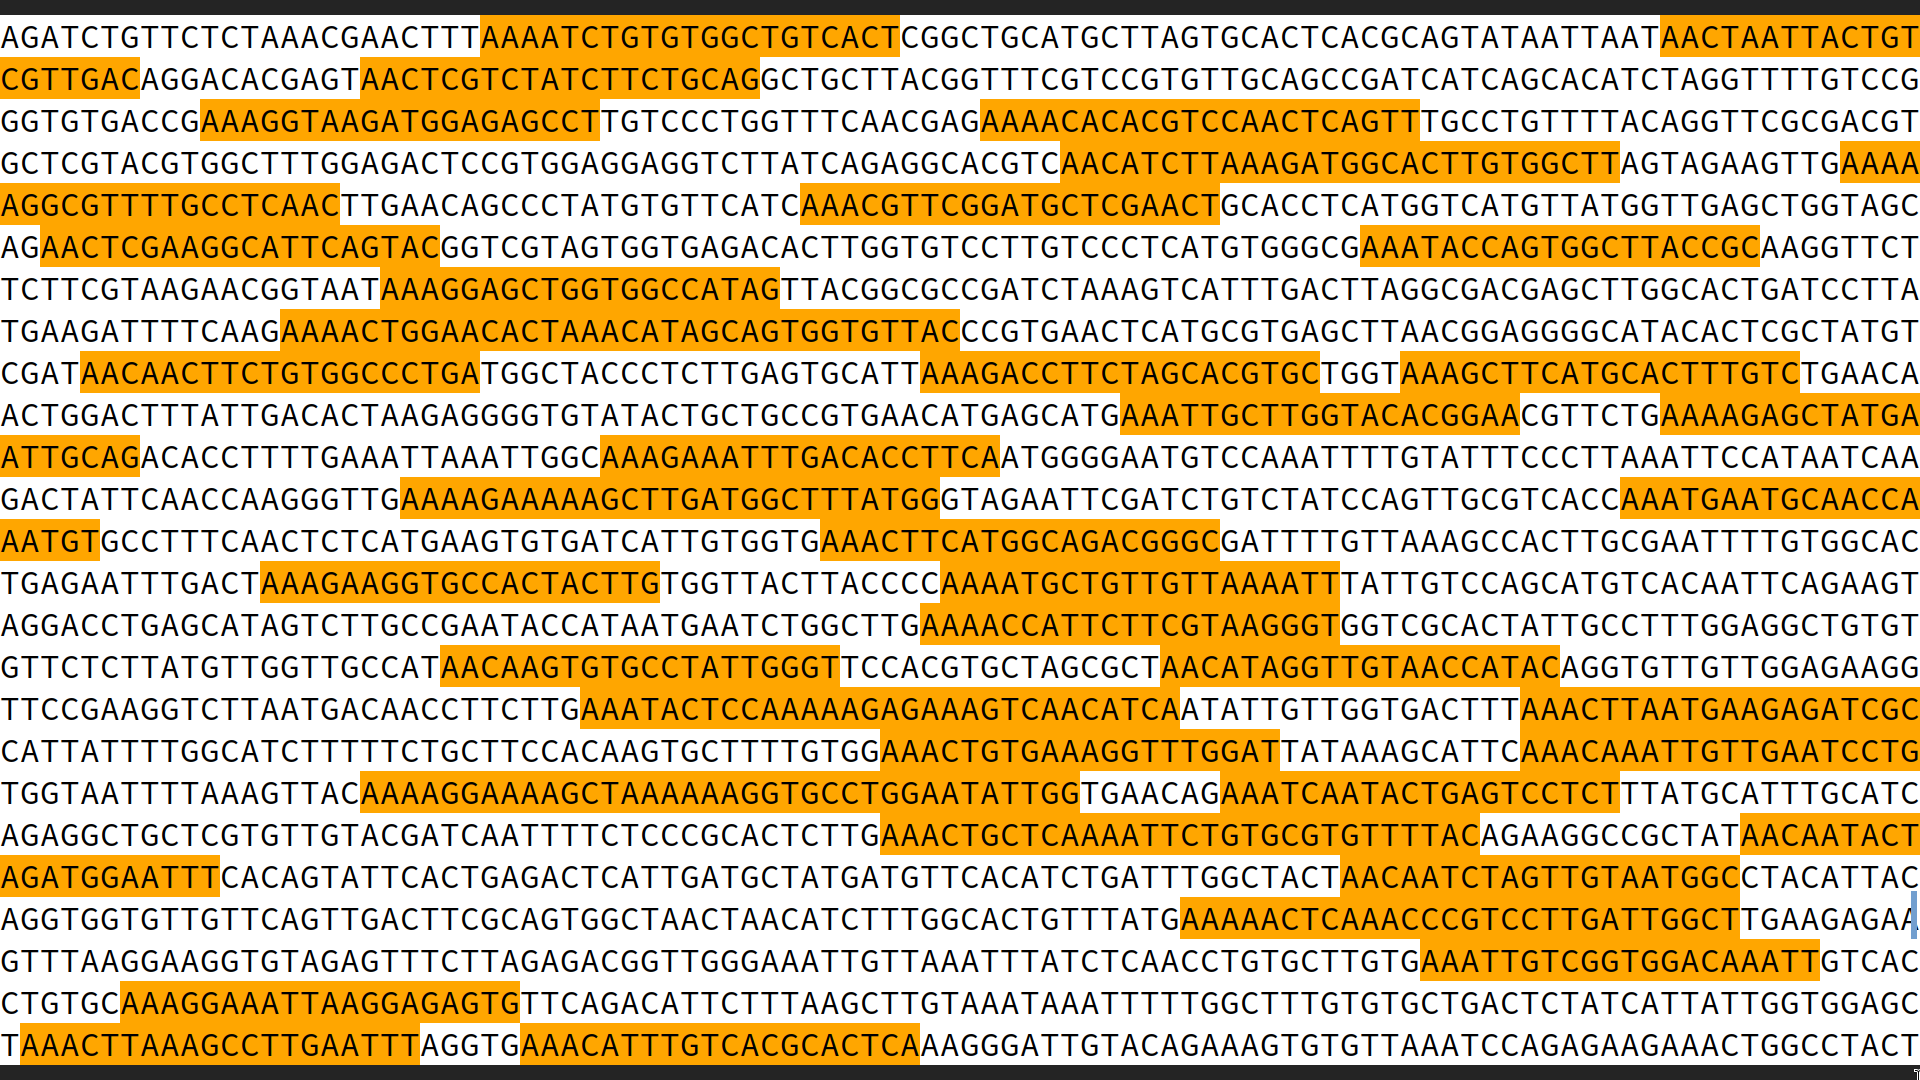 AGATCTGTTCTCTAAACGAACTTTAAAATCTGTGTGGCTGTCACTCGGCTGCATGCTTAGTGCACTCACGCAGTATAATTAATAACTAATTACTGT
CGTTGACAGGACACGAGTAACTCGTCTATCTTCTGCAGGCTGCTTACGGTTTCGTCCGTGTTGCAGCCGATCATCAGCACATCTAGGTTTTGTCCG
GGTGTGACCGAAAGGTAAGATGGAGAGCCTTGTCCCTGGTTTCAACGAGAAAACACACGTCCAACTCAGTTTGCCTGTTTTACAGGTTCGCGACGT
GCTCGTACGTGGCTTTGGAGACTCCGTGGAGGAGGTCTTATCAGAGGCACGTCAACATCTTAAAGATGGCACTTGTGGCTTAGTAGAAGTTGAAAA
AGGCGTTTTGCCTCAACTTGAACAGCCCTATGTGTTCATCAAACGTTCGGATGCTCGAACTGCACCTCATGGTCATGTTATGGTTGAGCTGGTAGC
AGAACTCGAAGGCATTCAGTACGGTCGTAGTGGTGAGACACTTGGTGTCCTTGTCCCTCATGTGGGCGAAATACCAGTGGCTTACCGCAAGGTTCT
TCTTCGTAAGAACGGTAATAAAGGAGCTGGTGGCCATAGTTACGGCGCCGATCTAAAGTCATTTGACTTAGGCGACGAGCTTGGCACTGATCCTTA
TGAAGATTTTCAAGAAAACTGGAACACTAAACATAGCAGTGGTGTTACCCGTGAACTCATGCGTGAGCTTAACGGAGGGGCATACACTCGCTATGT
CGATAACAACTTCTGTGGCCCTGATGGCTACCCTCTTGAGTGCATTAAAGACCTTCTAGCACGTGCTGGTAAAGCTTCATGCACTTTGTCTGAACA
ACTGGACTTTATTGACACTAAGAGGGGTGTATACTGCTGCCGTGAACATGAGCATGAAATTGCTTGGTACACGGAACGTTCTGAAAAGAGCTATGA
ATTGCAGACACCTTTTGAAATTAAATTGGCAAAGAAATTTGACACCTTCAATGGGGAATGTCCAAATTTTGTATTTCCCTTAAATTCCATAATCAA
GACTATTCAACCAAGGGTTGAAAAGAAAAAGCTTGATGGCTTTATGGGTAGAATTCGATCTGTCTATCCAGTTGCGTCACCAAATGAATGCAACCA
AATGTGCCTTTCAACTCTCATGAAGTGTGATCATTGTGGTGAAACTTCATGGCAGACGGGCGATTTTGTTAAAGCCACTTGCGAATTTTGTGGCAC
TGAGAATTTGACTAAAGAAGGTGCCACTACTTGTGGTTACTTACCCCAAAATGCTGTTGTTAAAATTTATTGTCCAGCATGTCACAATTCAGAAGT
AGGACCTGAGCATAGTCTTGCCGAATACCATAATGAATCTGGCTTGAAAACCATTCTTCGTAAGGGTGGTCGCACTATTGCCTTTGGAGGCTGTGT
GTTCTCTTATGTTGGTTGCCATAACAAGTGTGCCTATTGGGTTCCACGTGCTAGCGCTAACATAGGTTGTAACCATACAGGTGTTGTTGGAGAAGG
TTCCGAAGGTCTTAATGACAACCTTCTTGAAATACTCCAAAAAGAGAAAGTCAACATCAATATTGTTGGTGACTTTAAACTTAATGAAGAGATCGC
CATTATTTTGGCATCTTTTTCTGCTTCCACAAGTGCTTTTGTGGAAACTGTGAAAGGTTTGGATTATAAAGCATTCAAACAAATTGTTGAATCCTG
TGGTAATTTTAAAGTTACAAAAGGAAAAGCTAAAAAAGGTGCCTGGAATATTGGTGAACAGAAATCAATACTGAGTCCTCTTTATGCATTTGCATC
AGAGGCTGCTCGTGTTGTACGATCAATTTTCTCCCGCACTCTTGAAACTGCTCAAAATTCTGTGCGTGTTTTACAGAAGGCCGCTATAACAATACT
AGATGGAATTTCACAGTATTCACTGAGACTCATTGATGCTATGATGTTCACATCTGATTTGGCTACTAACAATCTAGTTGTAATGGCCTACATTAC
AGGTGGTGTTGTTCAGTTGACTTCGCAGTGGCTAACTAACATCTTTGGCACTGTTTATGAAAAACTCAAACCCGTCCTTGATTGGCTTGAAGAGAA
GTTTAAGGAAGGTGTAGAGTTTCTTAGAGACGGTTGGGAAATTGTTAAATTTATCTCAACCTGTGCTTGTGAAATTGTCGGTGGACAAATTGTCAC
CTGTGCAAAGGAAATTAAGGAGAGTGTTCAGACATTCTTTAAGCTTGTAAATAAATTTTTGGCTTTGTGTGCTGACTCTATCATTATTGGTGGAGC
TAAACTTAAAGCCTTGAATTTAGGTGAAACATTTGTCACGCACTCAAAGGGATTGTACAGAAAGTGTGTTAAATCCAGAGAAGAAACTGGCCTACT